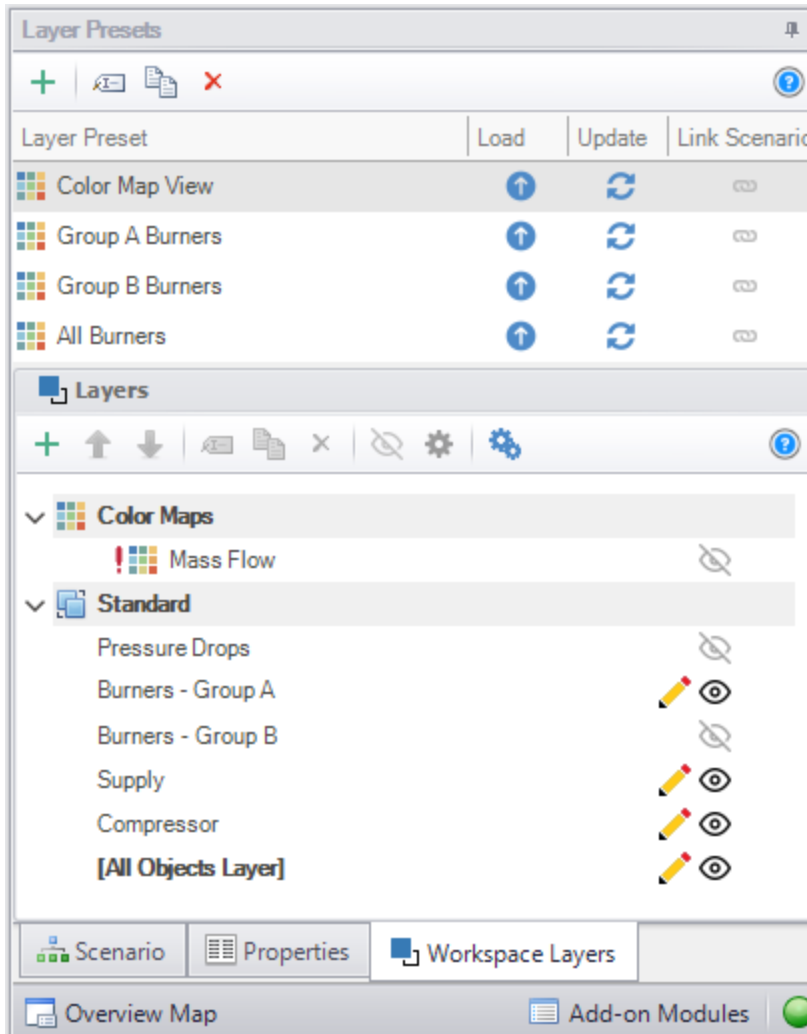 Layer Presets
Layer Preset Load Update Link Scenario
Color Map View
Group A Burners
Group B Burners
All Burners
Layers
Color Maps
Mass Flow
Standard
Pressure Drops
Burners - Group A
Burners - Group B
Supply
Compressor
[All Objects Layer]
Scenario Properties Workspace Layers
Overview Map Add-on Modules